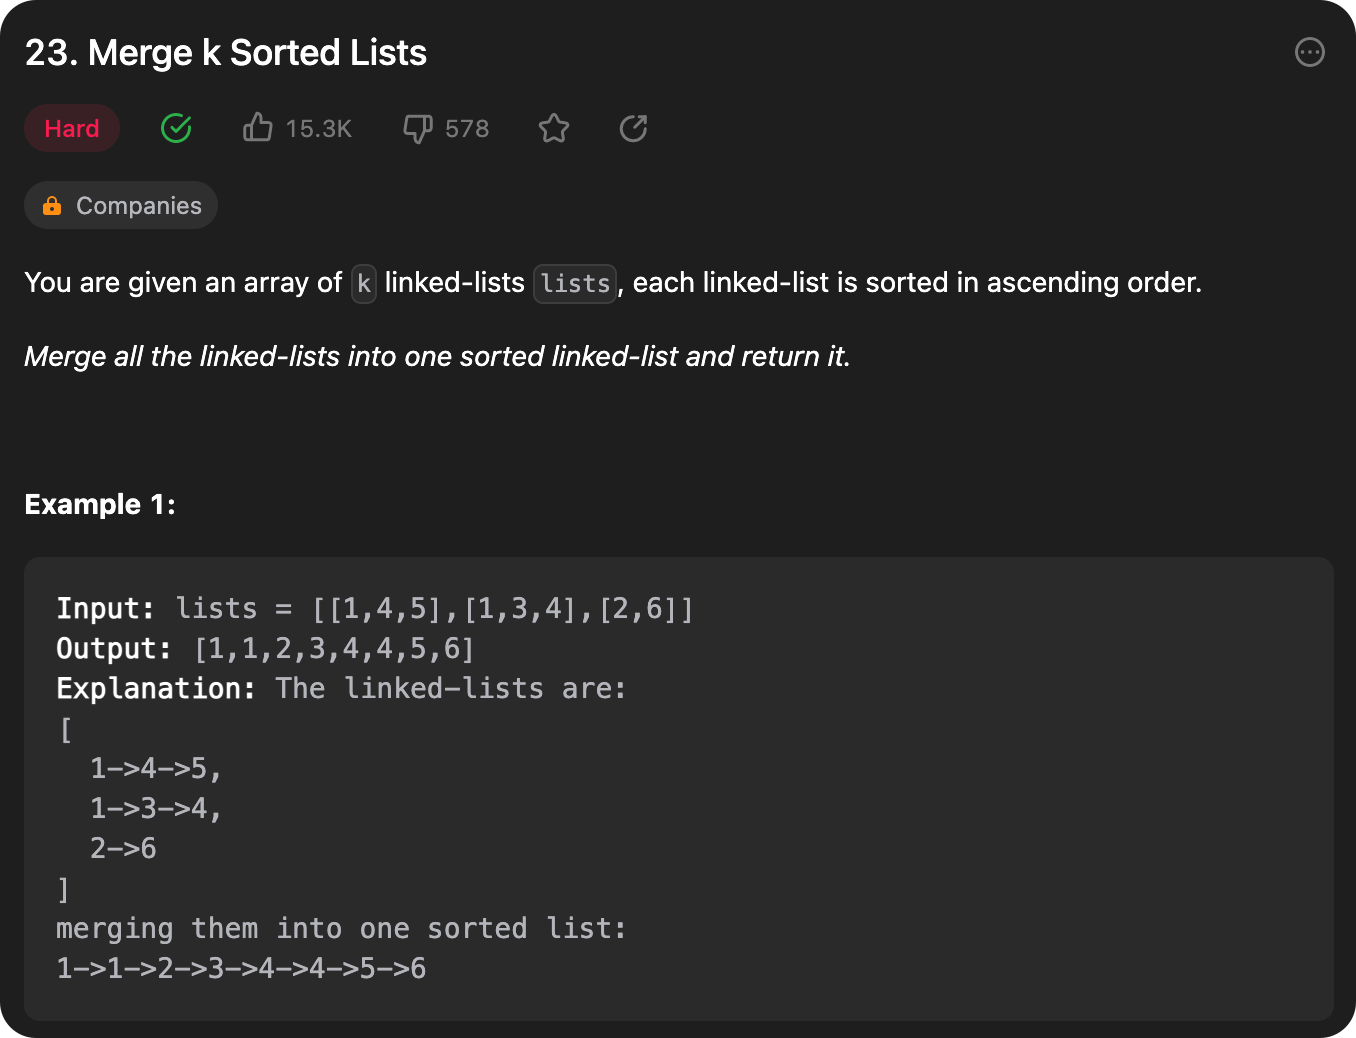 23. Merge k Sorted Lists
Hard 15.3K 578
Companies
You are given an array of k linked-lists lists, each linked-list is sorted in ascending order.
Merge all the linked-lists into one sorted linked-list and return it.
Example 1:
Input: lists = [[1,4,5],[1,3,4],[2,6]]
Output: [1,1,2,3,4,4,5,6]
Explanation: The linked-lists are:
[
  1->4->5,
  1->3->4,
  2->6
]
merging them into one sorted list:
1->1->2->3->4->4->5->6